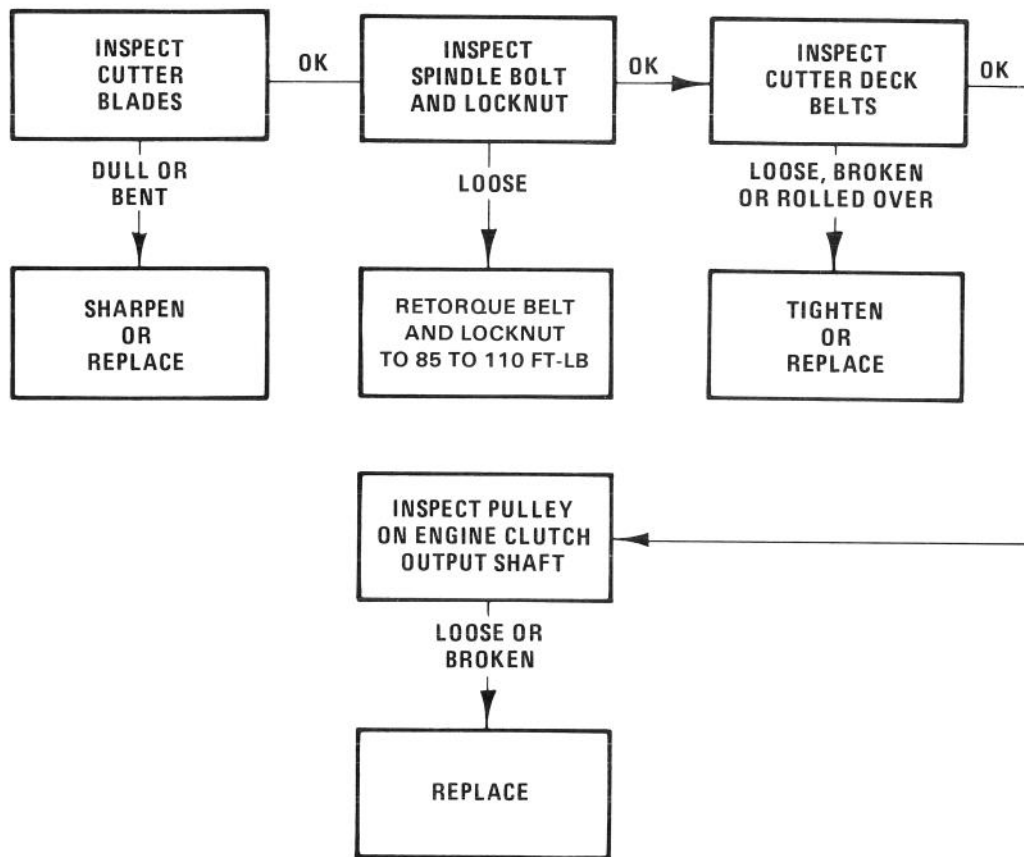 INSPECT
CUTTER
BLADES
OK
INSPECT
SPINDLE BOLT
AND LOCKNUT
OK
INSPECT
CUTTER DECK
BELTS
OK
DULL OR
BENT
LOOSE
LOOSE, BROKEN
OR ROLLED OVER
SHARPEN
OR
REPLACE
RETORQUE BELT
AND LOCKNUT
TO 85 TO 110 FT-LB
TIGHTEN
OR
REPLACE
INSPECT PULLEY
ON ENGINE CLUTCH
OUTPUT SHAFT
LOOSE OR
BROKEN
REPLACE